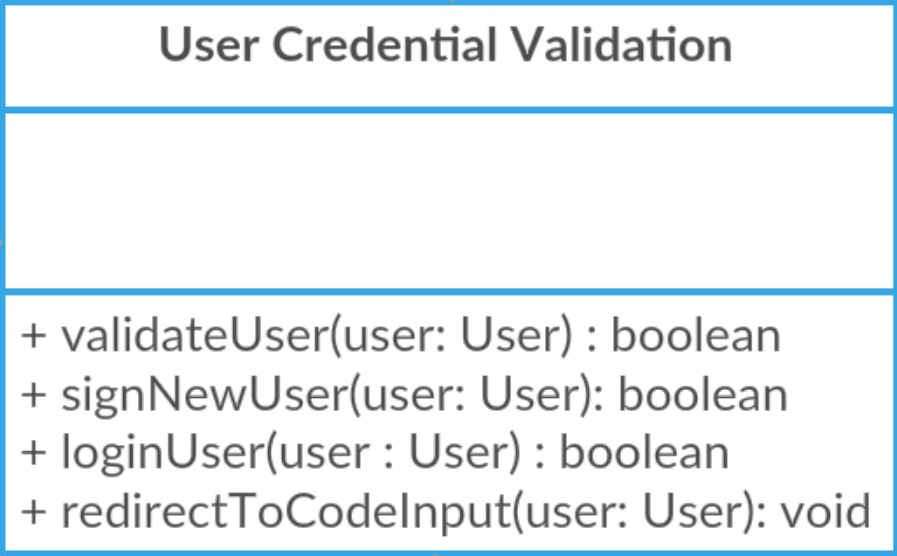 User Credential Validation
+ validateUser(user: User) : boolean
+ signNewUser(user: User): boolean
+ loginUser(user : User) : boolean
+ redirectToCodeInput(user: User): void